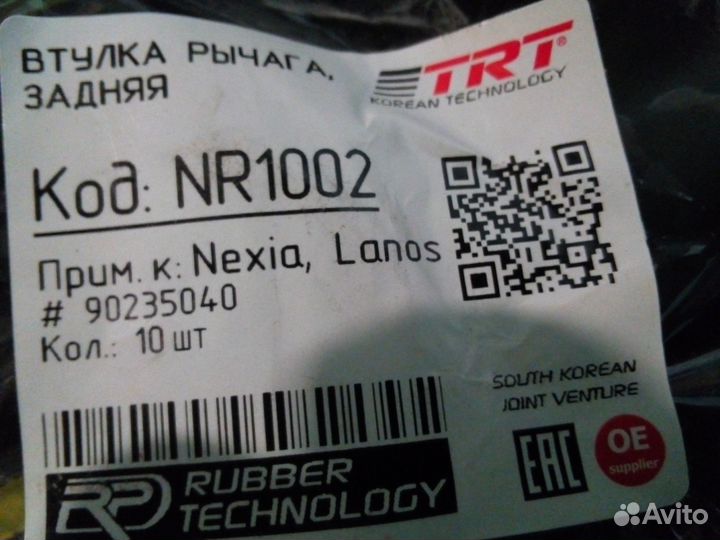 ВТУЛКА РЫЧАГА,
ЗАДНЯЯ
TRT®
KOREAN TECHNOLOGY
Код: NR1002
Прим. к: Nexia, Lanos
# 90235040
Кол.: 10 шт
SOUTH KOREAN
JOINT VENTURE
EAC
OE
supplier
RP
RUBBER
TECHNOLOGY
Avito